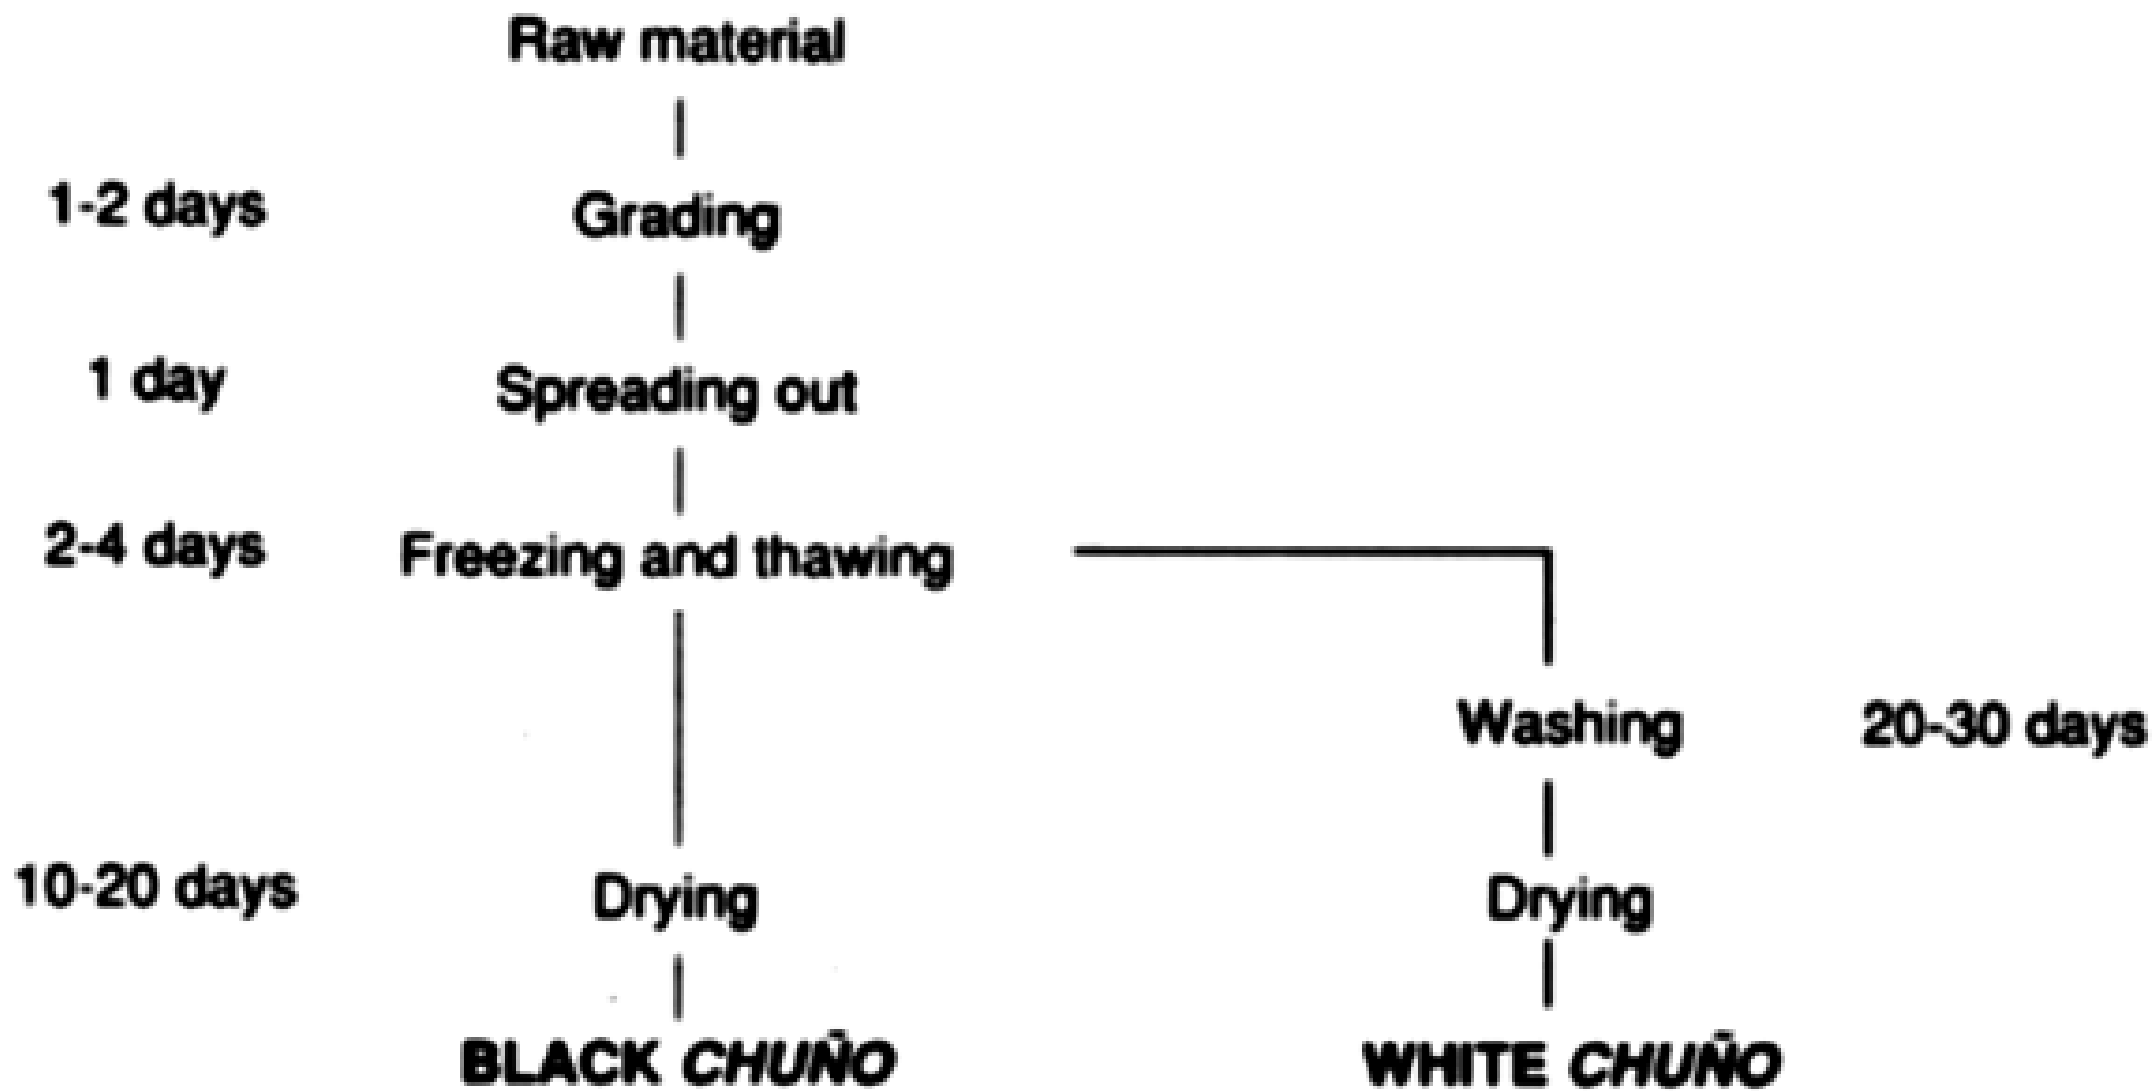 Raw material
1-2 days Grading
1 day Spreading out
2-4 days Freezing and thawing
Washing 20-30 days
10-20 days Drying Drying
BLACK CHUÑO WHITE CHUÑO